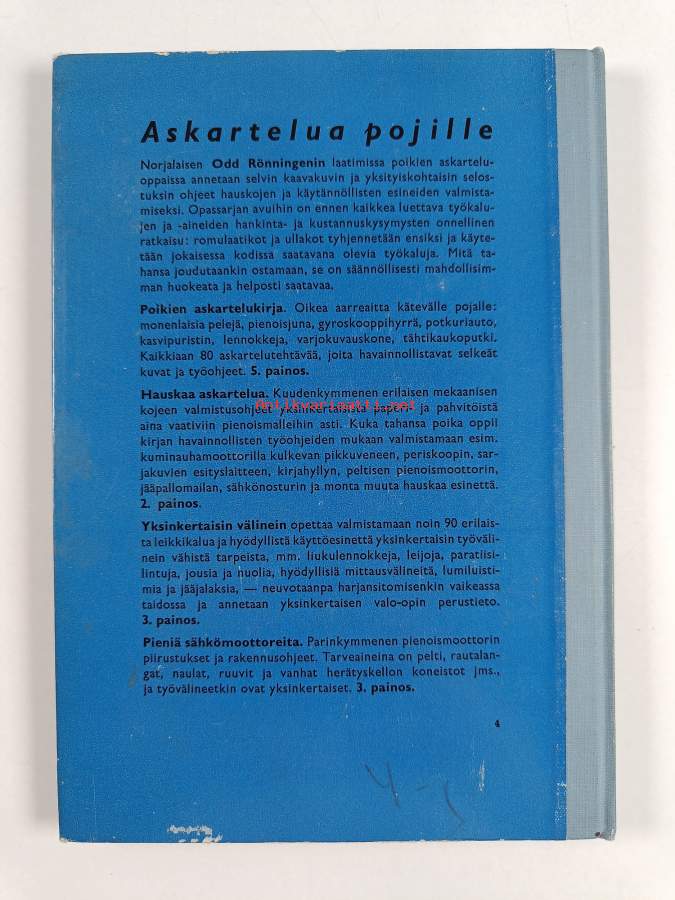 Askartelua pojille
Norjalaisen Odd Rönningenin laatimissa poikien askartelu-
oppaissa annetaan selvin kaavakuvin ja yksityiskohtaisin selos-
tuksin ohjeet hauskojen ja käytännöllisten esineiden valmista-
miseksi. Opassarjan avuihin on ennen kaikkea luettava työkalu-
jen ja -aineiden hankinta- ja kustannuskysymysten onnellinen
ratkaisu: romulaatikot ja ullakot tyhjennetään ensiksi ja käyte-
tään jokaisessa kodissa saatavana olevia työkaluja. Mitä ta-
hansa joudutaankin ostamaan, se on säännöllisesti mahdollisim-
man huokeata ja helposti saatavaa.
Poikien askartelukirja. Oikea aarreaitta kätevälle pojalle:
monenlaisia pelejä, pienoisjuna, gyroskooppihyrrä, potkuriauto,
kasvipuristin, lennokkeja, varjokuvauskone, tähtikaukoputki.
Kaikkiaan 80 askartelutehtävää, joita havainnollistavat selkeät
kuvat ja työohjeet. 5. painos.
Hauskaa askartelua. Kuudenkymmenen erilaisen mekaanisen
kojeen valmistusohjeet yksinkertaisista paperi- ja pahvitöistä
Antikvariaatti.net
aina vaativiin pienoismalleihin asti. Kuka tahansa poika oppii
kirjan havainnollisten työohjeiden mukaan valmistamaan esim.
kuminauhamoottorilla kulkevan pikkuveneen, periskoopin, sar-
jakuvien esityslaitteen, kirjahyllyn, peltisen pienoismoottorin,
jääpallomailan, sähkönosturin ja monta muuta hauskaa esinettä.
2. painos.
Yksinkertaisin välinein opettaa valmistamaan noin 90 erilais-
ta leikkikalua ja hyödyllistä käyttöesinettä yksinkertaisin työväli-
nein vähistä tarpeista, mm. liukulennokkeja, leijoja, paratiisi-
lintuja, jousia ja nuolia, hyödyllisiä mittausvälineitä, lumiluisti-
mia ja jääjalaksia, — neuvotaanpa harjansitomisenkin vaikeassa
taidossa ja annetaan yksinkertaisen valo-opin perustieto.
3. painos.
Pieniä sähkömoottoreita. Parinkymmenen pienoismoottorin
piirustukset ja rakennusohjeet. Tarveaineina on pelti, rautalan-
gat, naulat, ruuvit ja vanhat herätyskellon koneistot jms.,
ja työvälineetkin ovat yksinkertaiset. 3. painos.
4